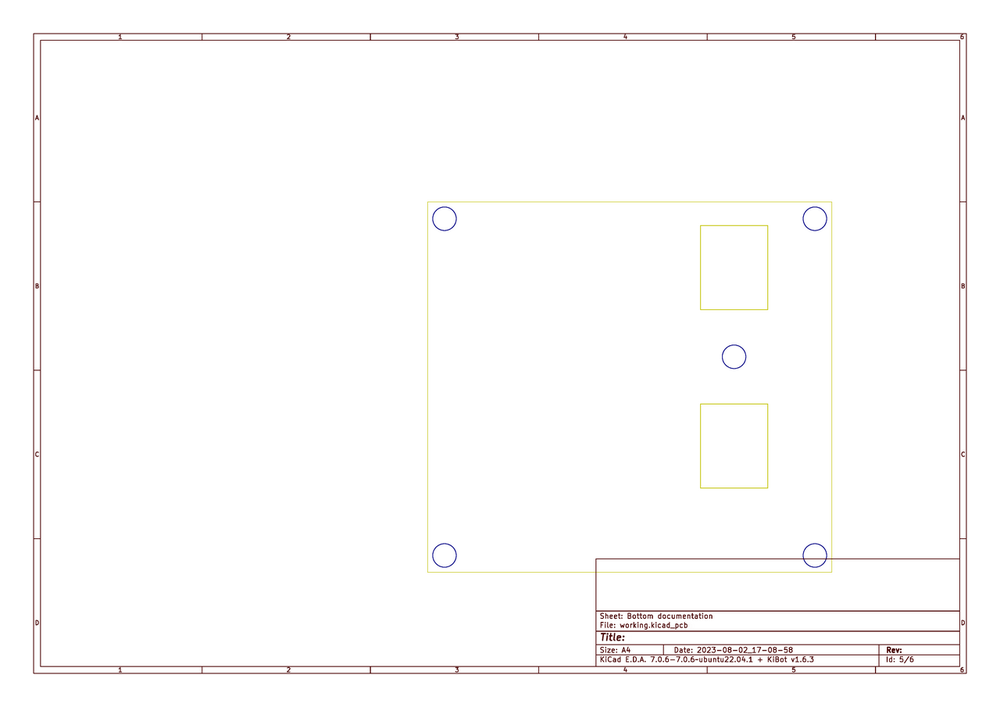 1 2 3 4 5 6
A A
B B
C C
D D
Sheet: Bottom documentation
File: working.kicad_pcb
Title:
Size: A4 Date: 2023-08-02_17-08-58 Rev:
KiCad E.D.A. 7.0.6-7.0.6~ubuntu22.04.1 + KiBot v1.6.3 Id: 5/6
1 2 3 4 5 6